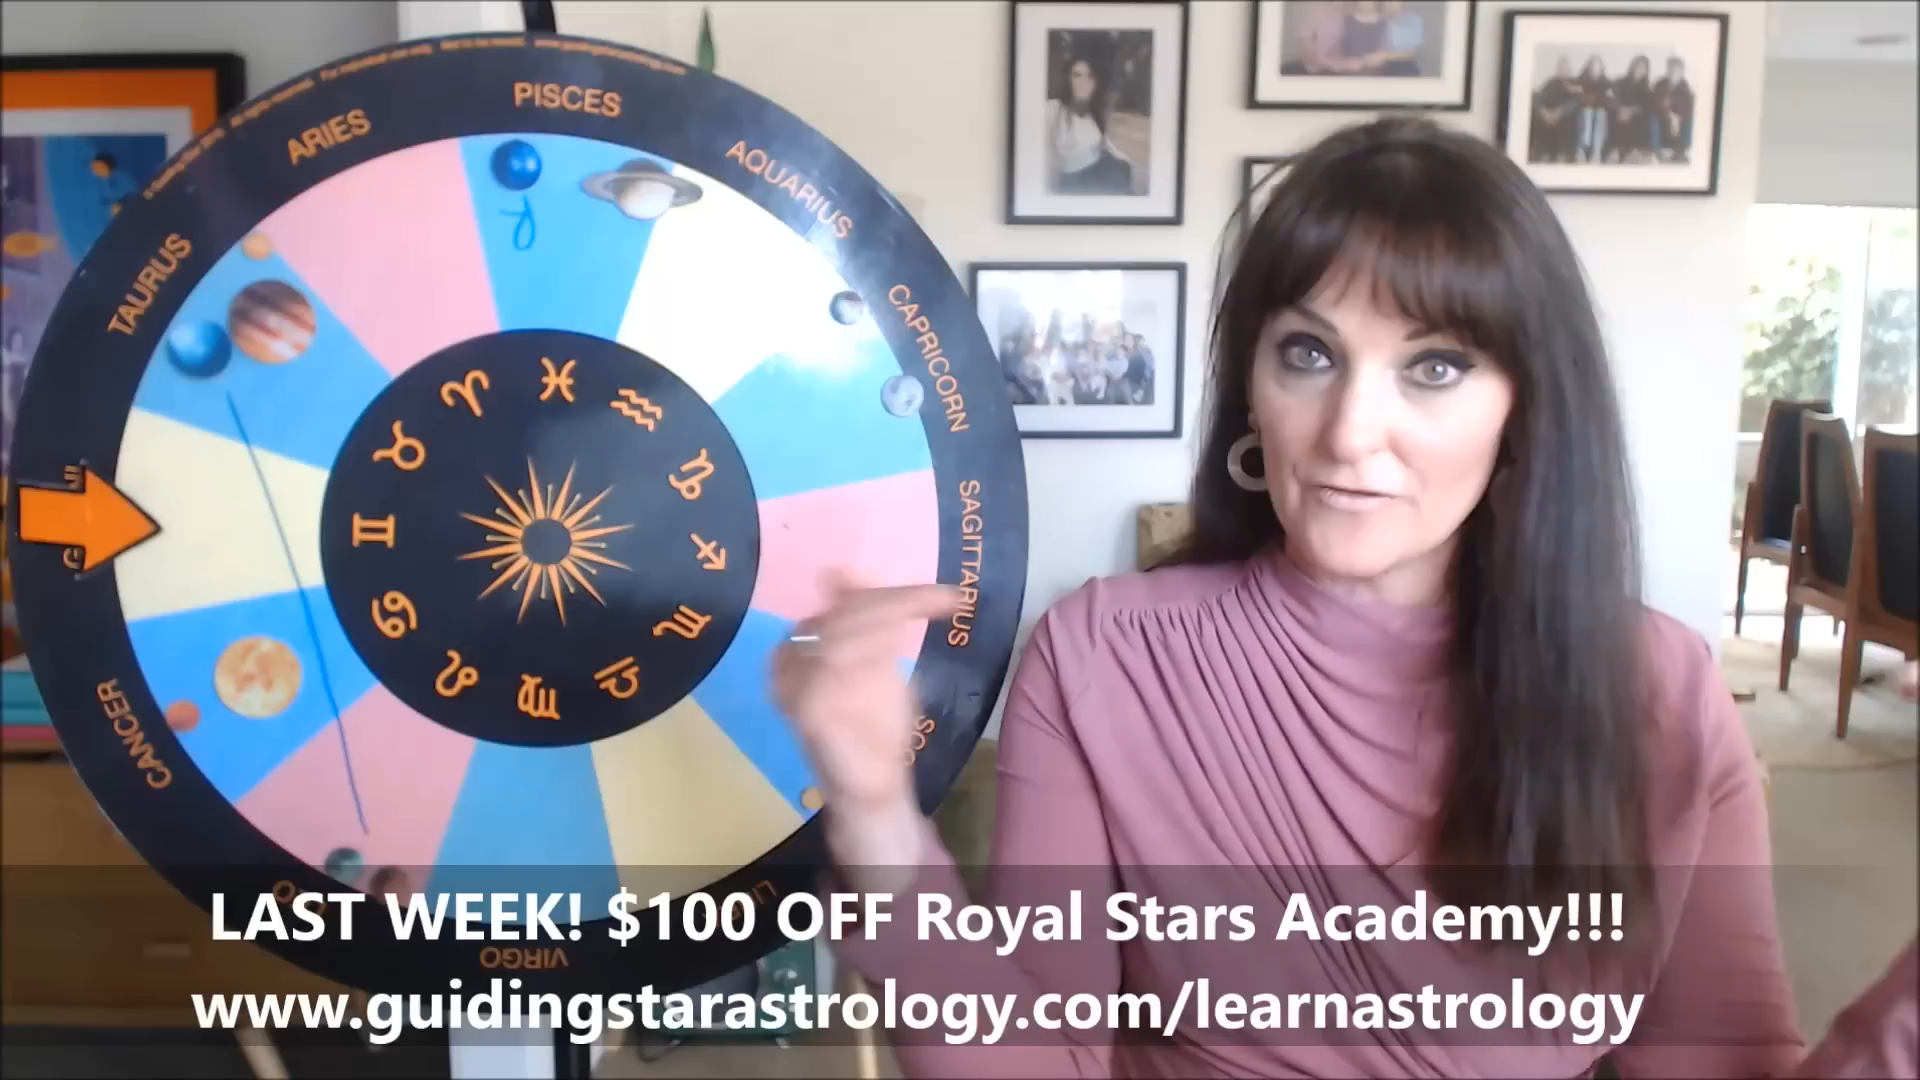 PISCES
ARIES
AQUARIUS
TAURUS
CAPRICORN
SAGITTARIUS
CANCER
VIRGO
LAST WEEK! $100 OFF Royal Stars Academy!!!
www.guidingstarastrology.com/learnastrology